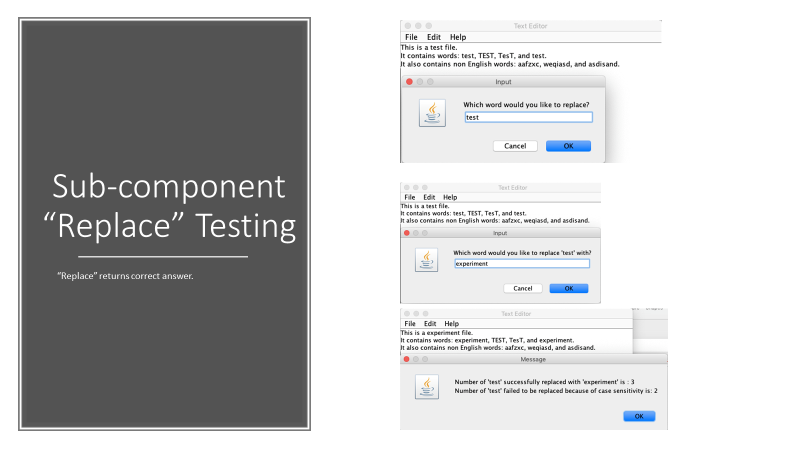 Sub-component
“Replace” Testing
“Replace” returns correct answer.
Text Editor
File Edit Help
This is a test file.
It contains words: test, TEST, TesT, and test.
It also contains non English words: aafzxc, weqiasd, and asdisand.
Input
Which word would you like to replace?
test
Cancel OK
Text Editor
File Edit Help
This is a test file.
It contains words: test, TEST, TesT, and test.
It also contains non English words: aafzxc, weqiasd, and asdisand.
Input
Which word would you like to replace 'test' with?
experiment
Cancel OK
Text Editor
File Edit Help
This is a experiment file.
It contains words: experiment, TEST, TesT, and experiment.
It also contains non English words: aafzxc, weqiasd, and asdisand.
Message
Number of 'test' successfully replaced with 'experiment' is : 3
Number of 'test' failed to be replaced because of case sensitivity is: 2
OK